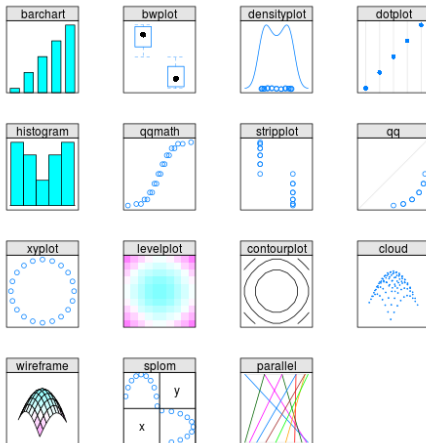 barchart
bwplot
densityplot
dotplot
histogram
qqmath
stripplot
qq
xyplot
levelplot
contourplot
cloud
wireframe
splom
parallel
y
x